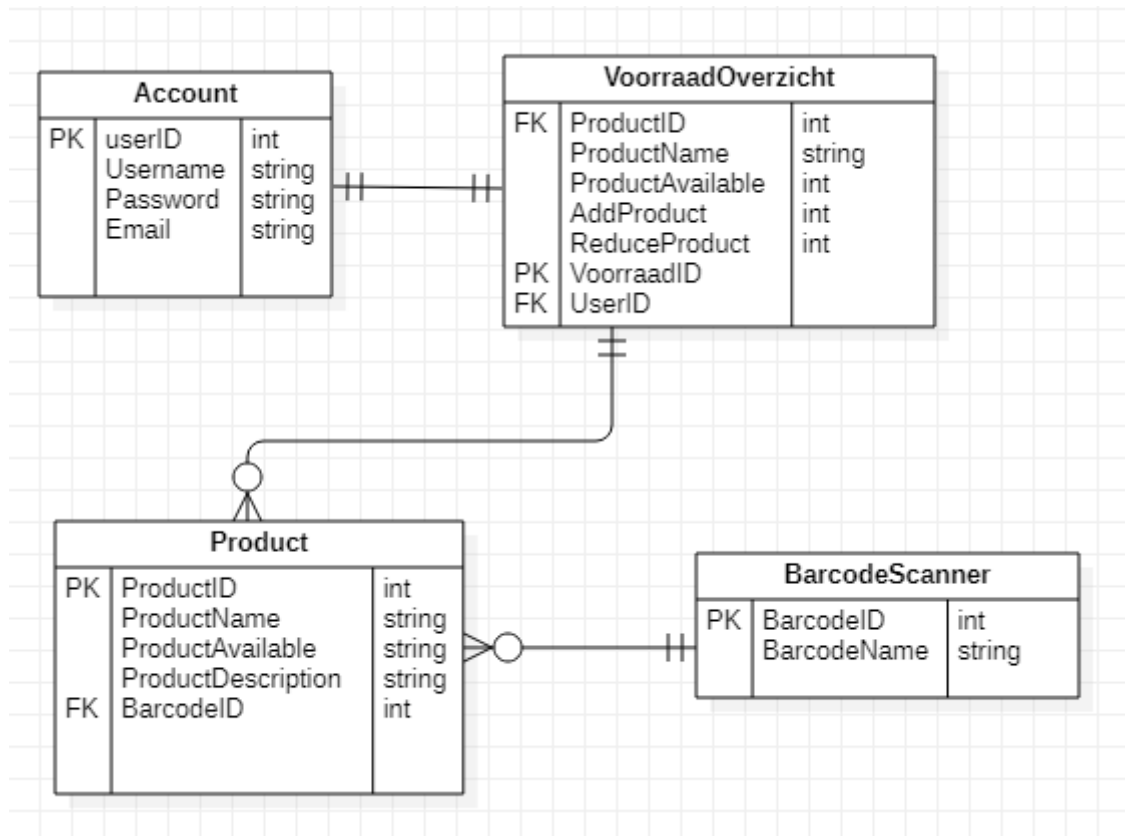 Account
PK userID int
Username string
Password string
Email string
VoorraadOverzicht
FK ProductID int
ProductName string
ProductAvailable int
AddProduct int
ReduceProduct int
PK VoorraadID
FK UserID
Product
PK ProductID int
ProductName string
ProductAvailable string
ProductDescription string
FK BarcodeID int
BarcodeScanner
PK BarcodeID int
BarcodeName string